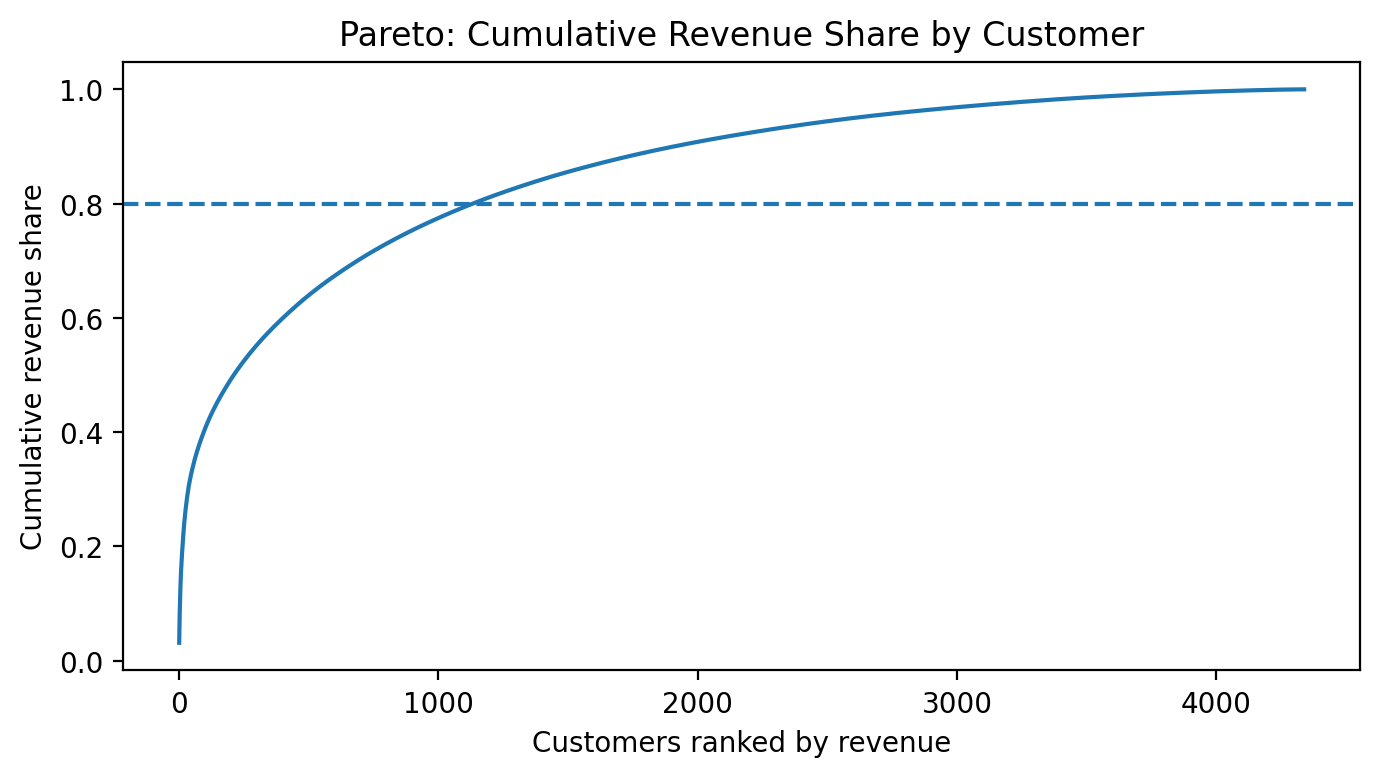 Pareto: Cumulative Revenue Share by Customer
Cumulative revenue share
1.0
0.8
0.6
0.4
0.2
0.0
0 1000 2000 3000 4000
Customers ranked by revenue